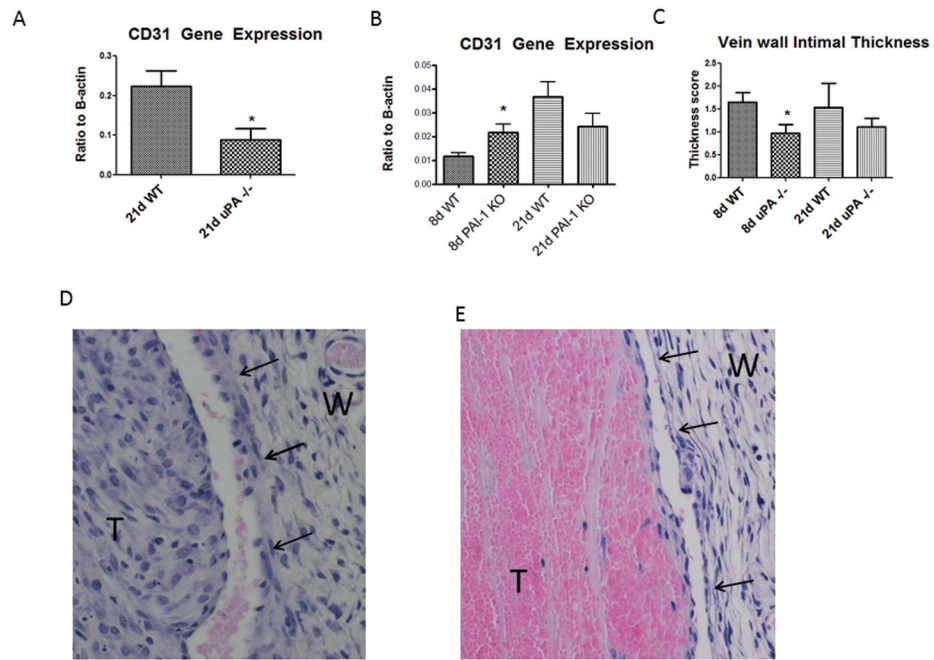 A
CD31 Gene Expression
Ratio to B-actin
0.3
0.2
0.1
0.0
*
21d WT
21d uPA -/-
B
CD31 Gene Expression
Ratio to B-actin
0.05
0.04
0.03
0.02
0.01
0.00
*
8d WT
8d PAI-1 KO
21d WT
21d PAI-1 KO
C
Vein wall Intimal Thickness
Thickness score
2.5
2.0
1.5
1.0
0.5
0.0
*
8d WT
8d uPA -/-
21d WT
21d uPA -/-
D
W
T
E
W
T